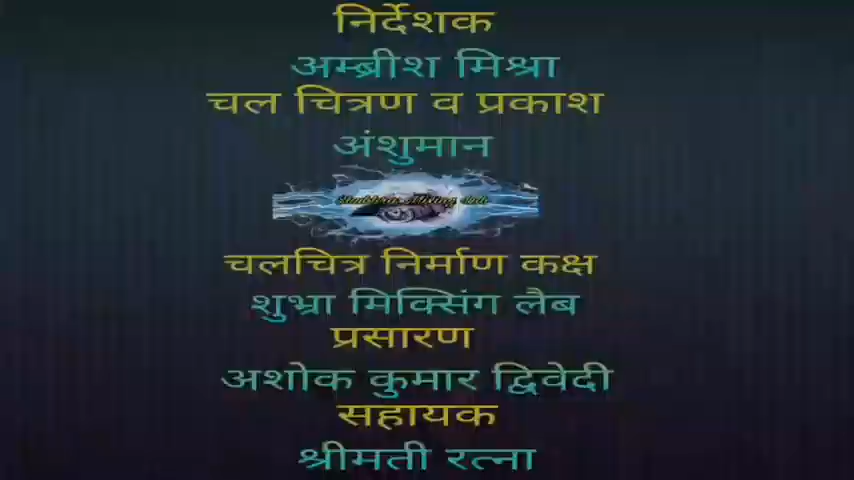 निर्देशक
अम्ब्रीश मिश्रा
चल चित्रण व प्रकाश
अंशुमान
चलचित्र निर्माण कक्ष
शुभ्रा मिक्सिंग लैब
प्रसारण
अशोक कुमार द्विवेदी
सहायक
श्रीमती रत्ना